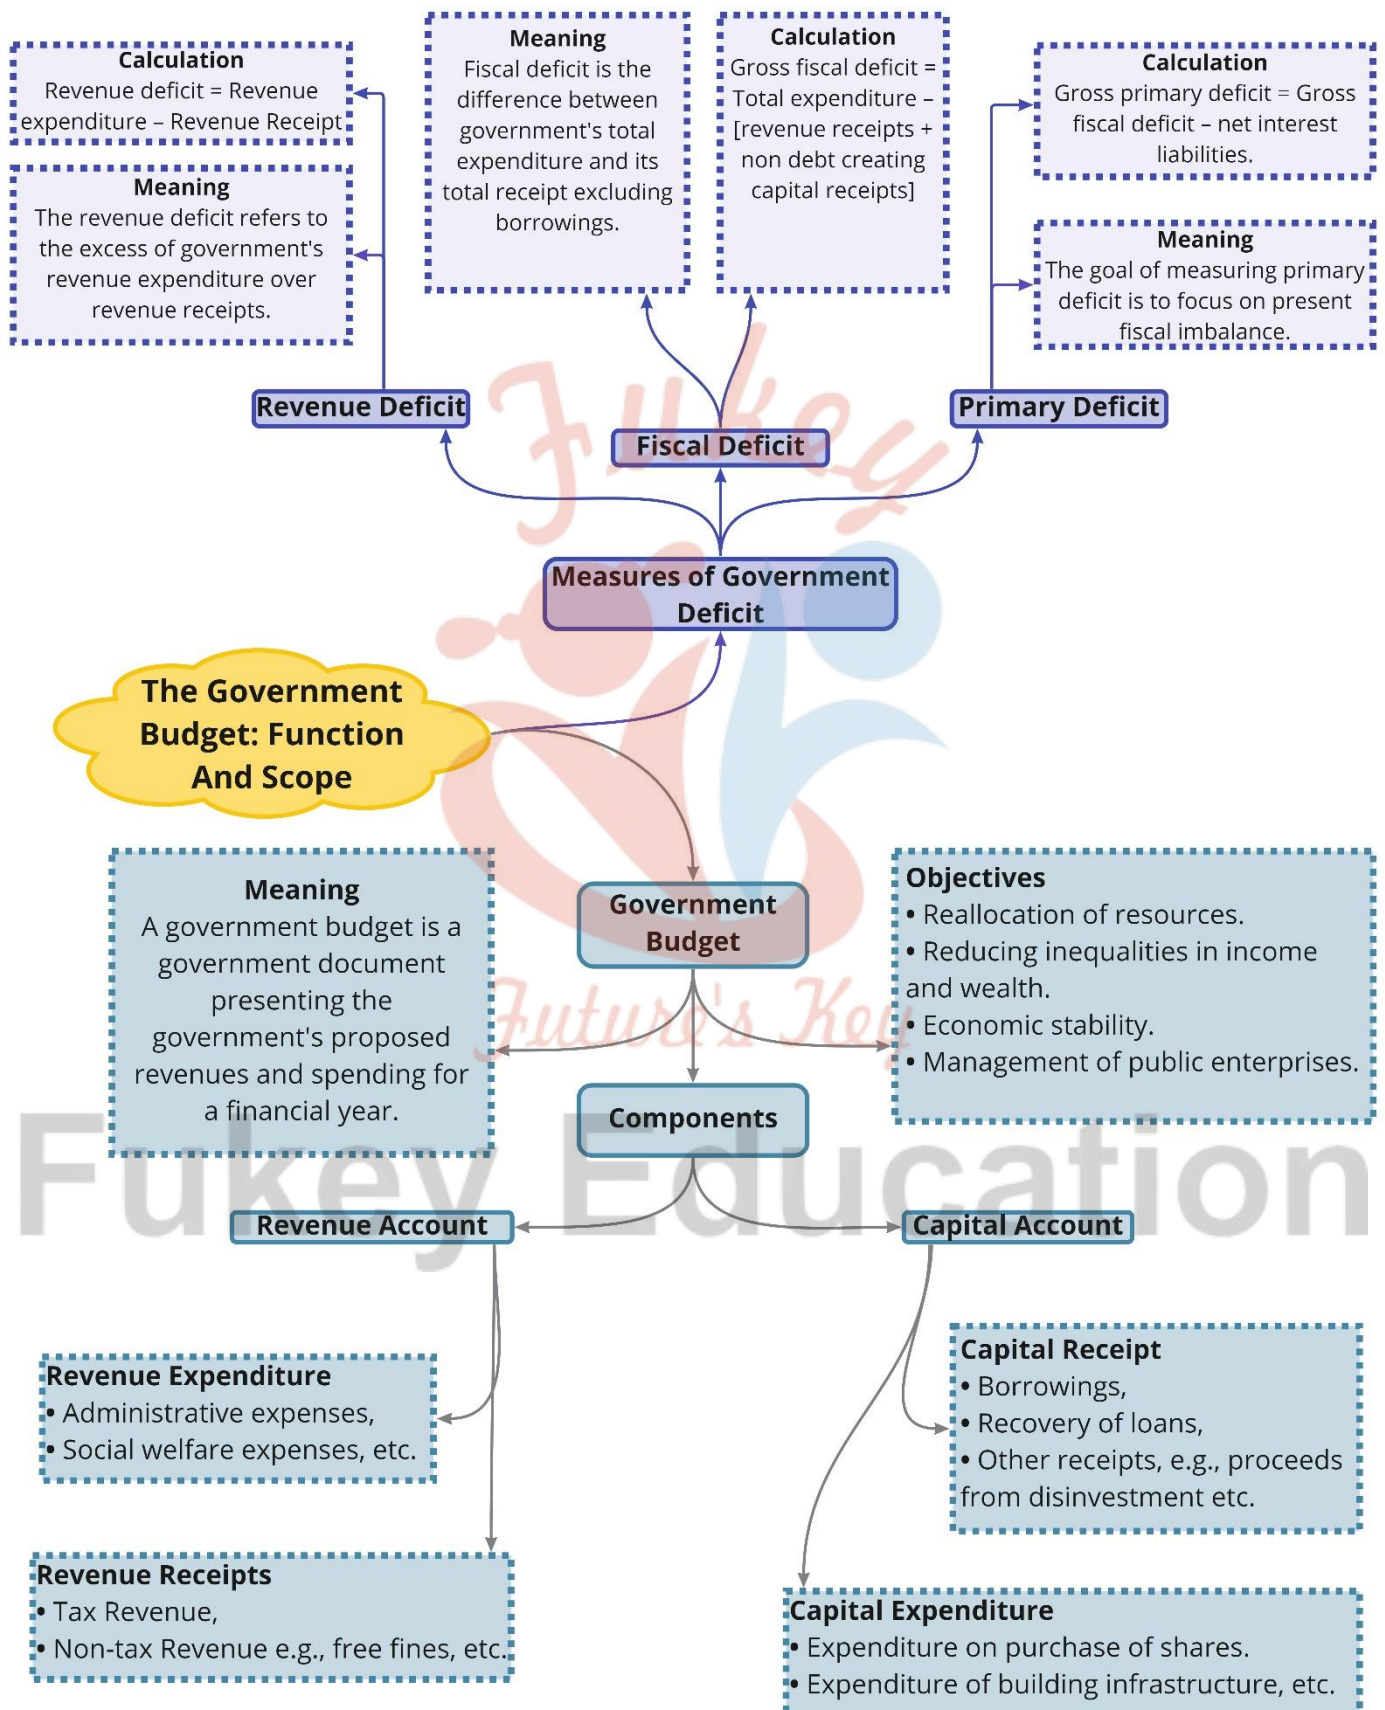 Calculation
Revenue deficit = Revenue
expenditure – Revenue Receipt
Meaning
The revenue deficit refers to
the excess of government's
revenue expenditure over
revenue receipts.
Meaning
Fiscal deficit is the
difference between
government's total
expenditure and its
total receipt excluding
borrowings.
Calculation
Gross fiscal deficit =
Total expenditure –
[revenue receipts +
non debt creating
capital receipts]
Calculation
Gross primary deficit = Gross
fiscal deficit – net interest
liabilities.
Meaning
The goal of measuring primary
deficit is to focus on present
fiscal imbalance.
Revenue Deficit
Fiscal Deficit
Primary Deficit
Fukey
Measures of Government
Deficit
The Government
Budget: Function
And Scope
Meaning
A government budget is a
government document
presenting the
government's proposed
revenues and spending for
a financial year.
Government
Budget
Objectives
• Reallocation of resources.
• Reducing inequalities in income
and wealth.
• Economic stability.
• Management of public enterprises.
Future's Key
Components
Fukey Education
Revenue Account
Capital Account
Revenue Expenditure
• Administrative expenses,
• Social welfare expenses, etc.
Capital Receipt
• Borrowings,
• Recovery of loans,
• Other receipts, e.g., proceeds
from disinvestment etc.
Revenue Receipts
• Tax Revenue,
• Non-tax Revenue e.g., free fines, etc.
Capital Expenditure
• Expenditure on purchase of shares.
• Expenditure of building infrastructure, etc.